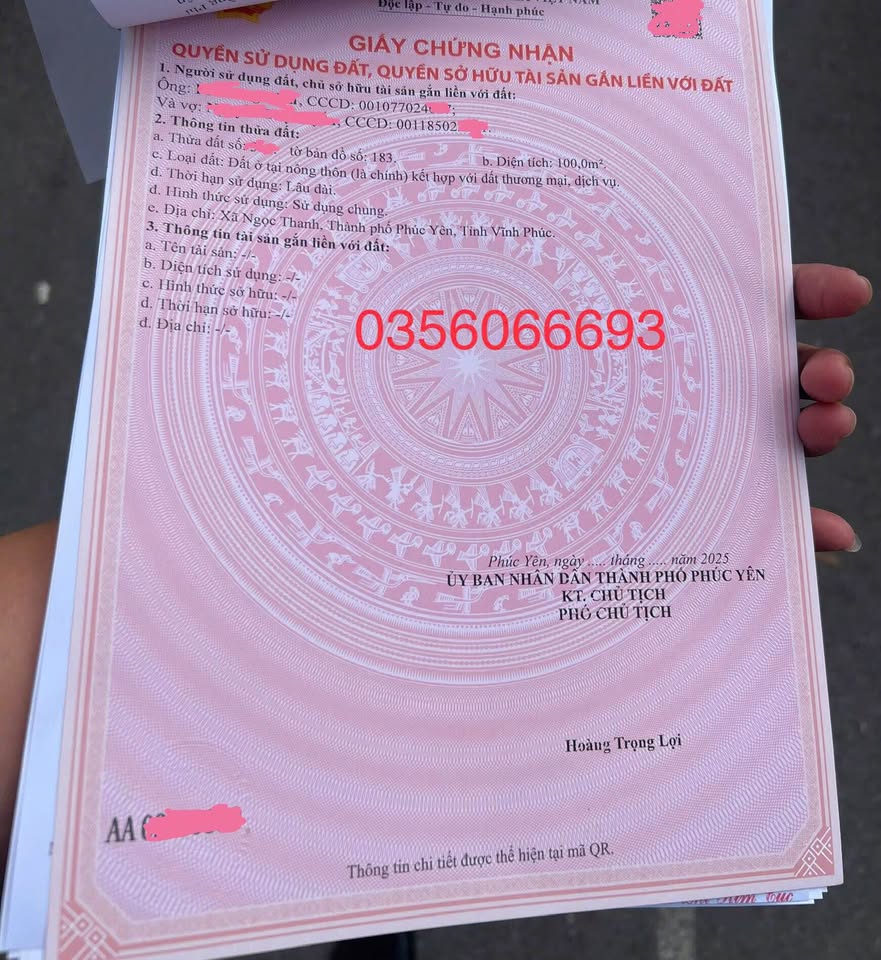 Độc lập - Tự do - Hạnh phúc
GIẤY CHỨNG NHẬN
QUYỀN SỬ DỤNG ĐẤT, QUYỀN SỞ HỮU TÀI SẢN GẮN LIỀN VỚI ĐẤT
1. Người sử dụng đất, chủ sở hữu tài sản gắn liền với đất:
Ông: , CCCD: 001077024
Và vợ: , CCCD: 00118502
2. Thông tin thửa đất:
a. Thửa đất số: tờ bản đồ số: 183, b. Diện tích: 100,0m²,
c. Loại đất: Đất ở tại nông thôn (là chính) kết hợp với đất thương mại, dịch vụ.
d. Thời hạn sử dụng: Lâu dài.
đ. Hình thức sử dụng: Sử dụng chung.
e. Địa chỉ: Xã Ngọc Thanh, Thành phố Phúc Yên, Tỉnh Vĩnh Phúc.
3. Thông tin tài sản gắn liền với đất:
a. Tên tài sản: -/-
b. Diện tích sử dụng: -/-
c. Hình thức sở hữu: -/-
d. Thời hạn sở hữu: -/-
đ. Địa chỉ: -/-
0356066693
Phúc Yên, ngày ..... tháng ..... năm 2025
ỦY BAN NHÂN DÂN THÀNH PHỐ PHÚC YÊN
KT. CHỦ TỊCH
PHÓ CHỦ TỊCH
Hoàng Trọng Lợi
AA
Thông tin chi tiết được thể hiện tại mã QR.